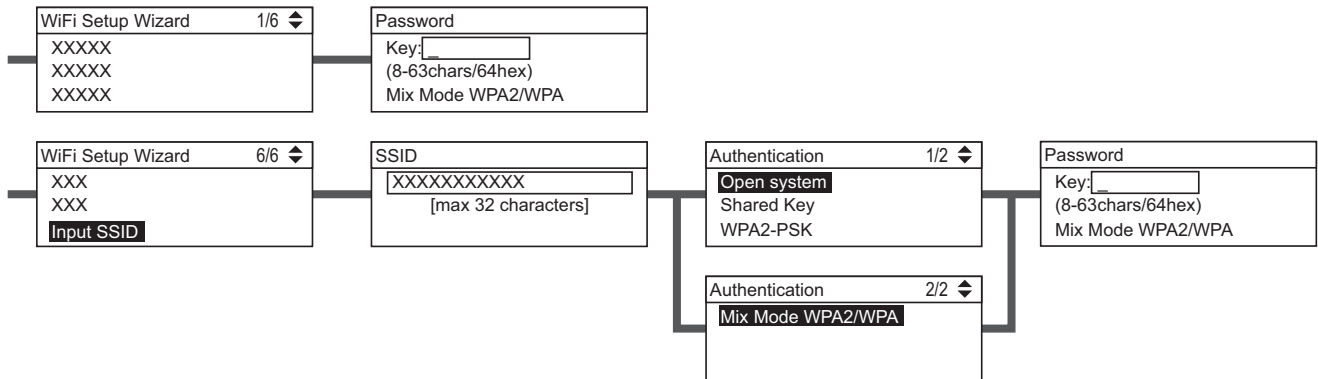 WiFi Setup Wizard 1/6
XXXXX
XXXXX
XXXXX
Password
Key:_
(8-63chars/64hex)
Mix Mode WPA2/WPA
WiFi Setup Wizard 6/6
XXX
XXX
Input SSID
SSID
XXXXXXXXXXX
[max 32 characters]
Authentication 1/2
Open system
Shared Key
WPA2-PSK
Authentication 2/2
Mix Mode WPA2/WPA
Password
Key:_
(8-63chars/64hex)
Mix Mode WPA2/WPA